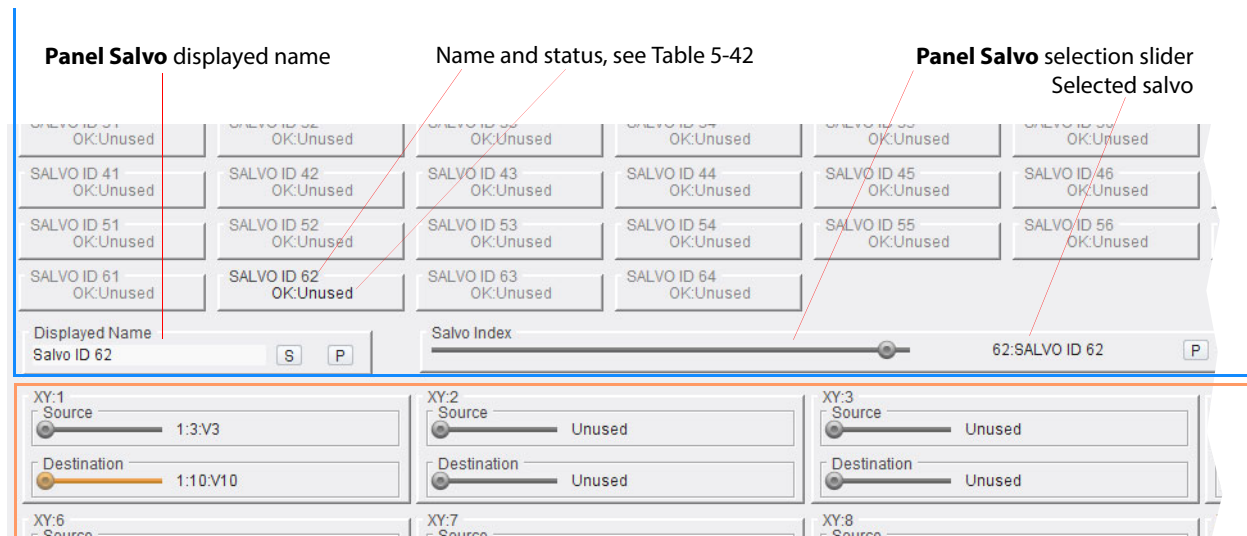 Panel Salvo displayed name
Name and status, see Table 5-42
Panel Salvo selection slider
Selected salvo
OK:Unused OK:Unused OK:Unused OK:Unused OK:Unused OK:Unused
SALVO ID 41 SALVO ID 42 SALVO ID 43 SALVO ID 44 SALVO ID 45 SALVO ID 46
OK:Unused OK:Unused OK:Unused OK:Unused OK:Unused OK:Unused
SALVO ID 51 SALVO ID 52 SALVO ID 53 SALVO ID 54 SALVO ID 55 SALVO ID 56
OK:Unused OK:Unused OK:Unused OK:Unused OK:Unused OK:Unused
SALVO ID 61 SALVO ID 62 SALVO ID 63 SALVO ID 64
OK:Unused OK:Unused OK:Unused OK:Unused
Displayed Name Salvo Index
Salvo ID 62 S P 62:SALVO ID 62 P
XY:1 XY:2 XY:3
Source Source Source
1:3:V3 Unused Unused
Destination Destination Destination
1:10:V10 Unused Unused
XY:6 XY:7 XY:8
Source Source Source